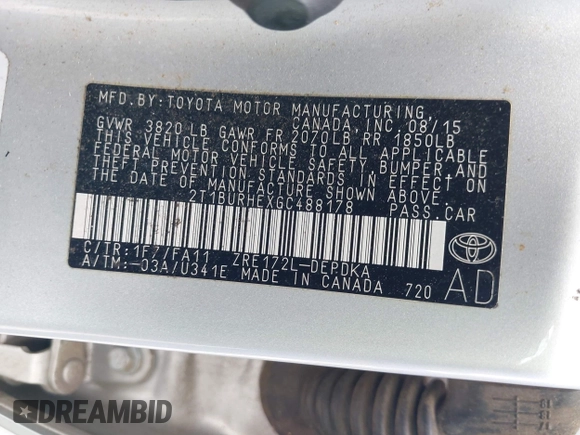 MFD. BY: TOYOTA MOTOR MANUFACTURING,
CANADA, INC. 08/15
GVWR 3820 LB GAWR FR 2070LB RR 1850LB
THIS VEHICLE CONFORMS TO ALL APPLICABLE
FEDERAL MOTOR VEHICLE SAFETY, BUMPER, AND
THEFT PREVENTION STANDARDS IN EFFECT ON
THE DATE OF MANUFACTURE SHOWN ABOVE.
2T1BURHEXGC488178 PASS. CAR
C/TR: 1F7/FA11 ZRE172L-DEPDKA
A/TM: -03A/U341E MADE IN CANADA 720
AD
DREAMBID